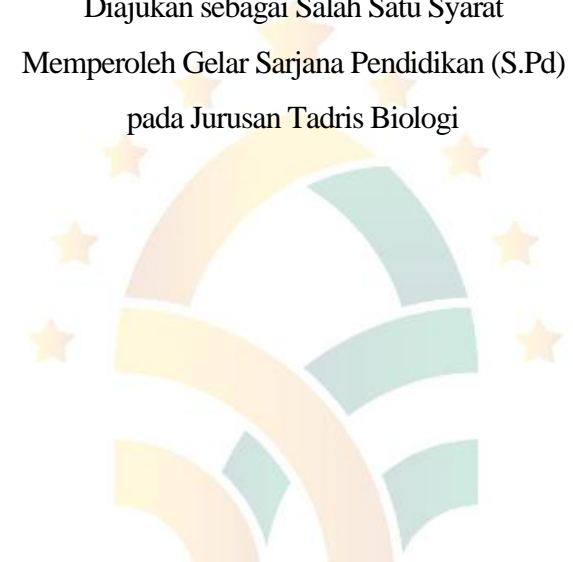 Diajukan sebagai Salah Satu Syarat
Memperoleh Gelar Sarjana Pendidikan (S.Pd)
pada Jurusan Tadris Biologi